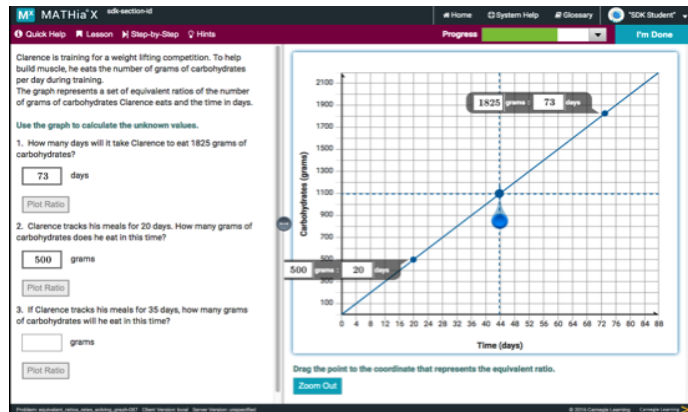 MATHia X sdk-section-id
Home System Help Glossary "SDK Student"
Quick Help Lesson Step-by-Step Hints Progress I'm Done
Clarence is training for a weight lifting competition. To help
build muscle, he eats the number of grams of carbohydrates
per day during training.
The graph represents a set of equivalent ratios of the number
of grams of carbohydrates Clarence eats and the time in days.
Use the graph to calculate the unknown values.
1. How many days will it take Clarence to eat 1825 grams of
carbohydrates?
73 days
Plot Ratio
2. Clarence tracks his meals for 20 days. How many grams of
carbohydrates does he eat in this time?
500 grams
Plot Ratio
3. If Clarence tracks his meals for 35 days, how many grams
of carbohydrates will he eat in this time?
grams
Plot Ratio
Carbohydrates (grams)
2100
1900
1700
1500
1300
1100
900
700
500
300
100
1825 grams : 73 days
500 grams : 20 days
0 4 8 12 16 20 24 28 32 36 40 44 48 52 56 60 64 68 72 76 80 84 88
Time (days)
Drag the point to the coordinate that represents the equivalent ratio.
Zoom Out